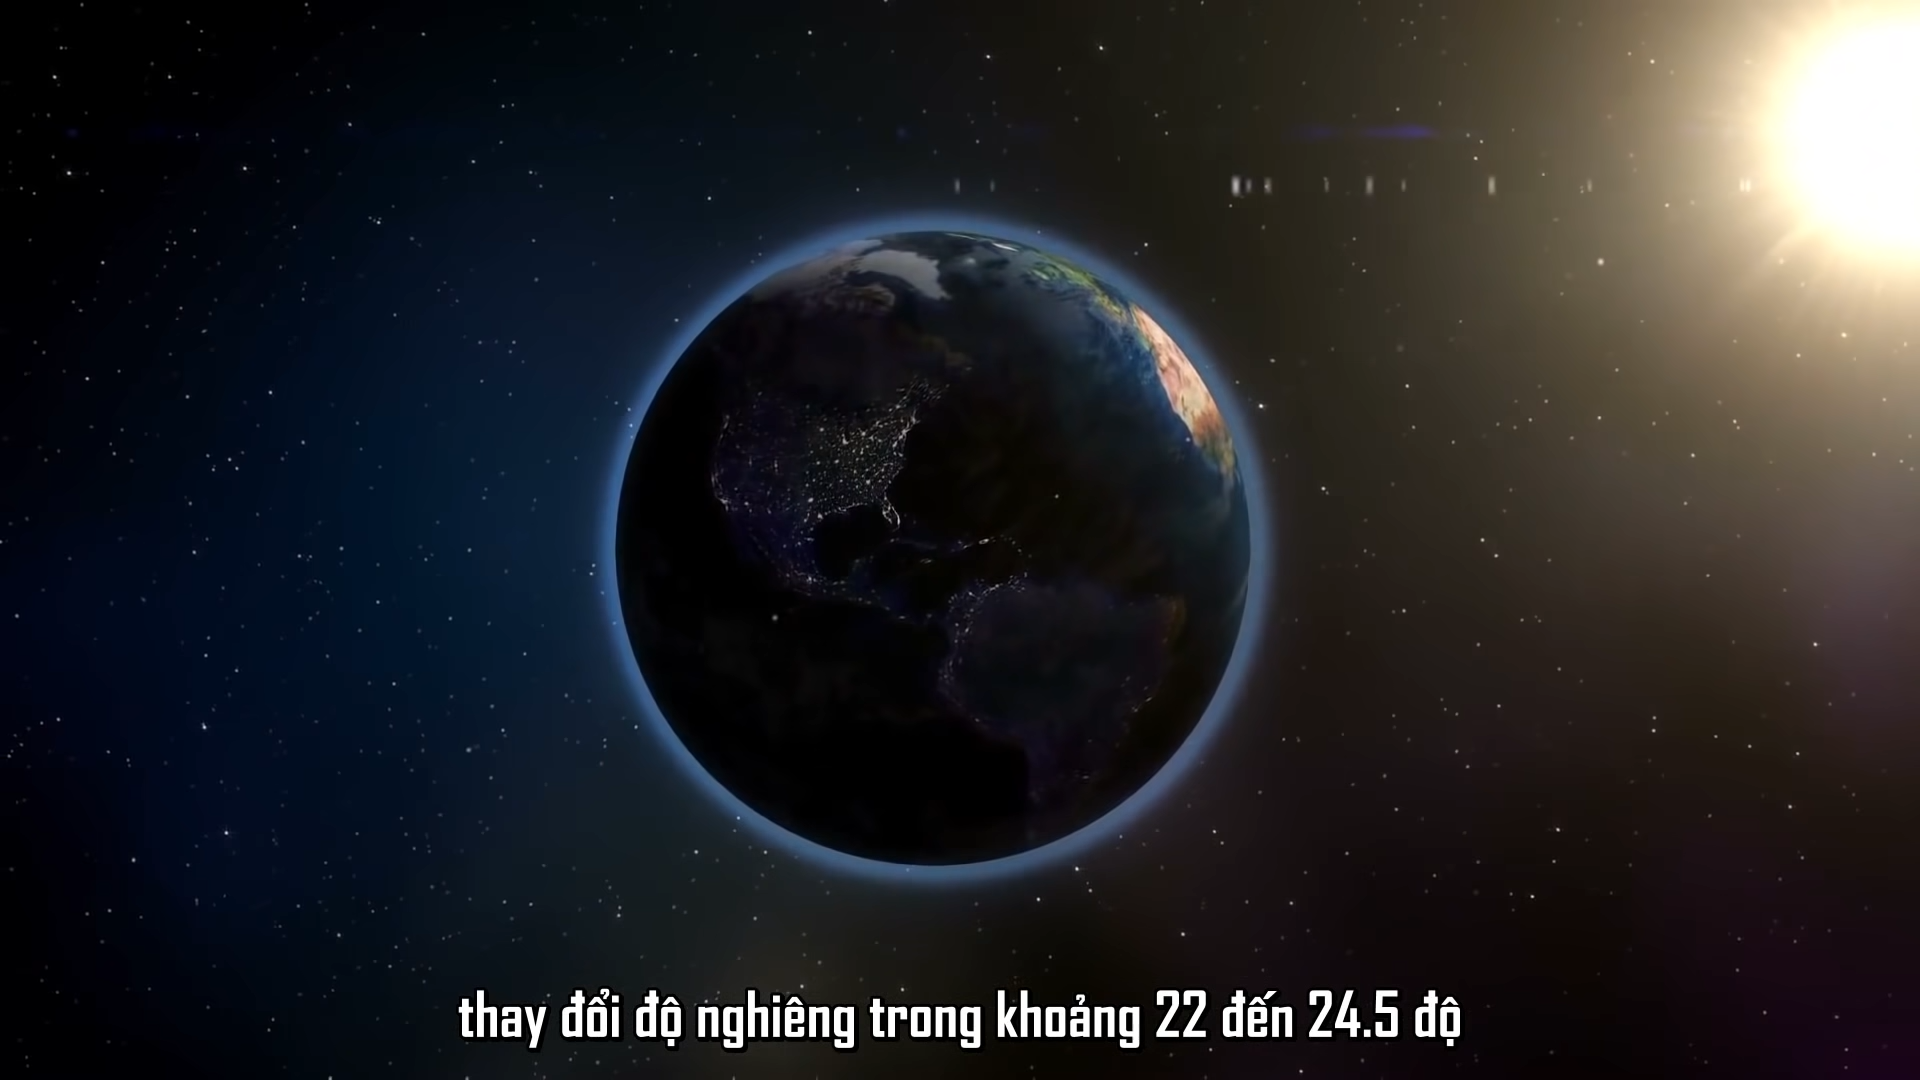 thay đổi độ nghiêng trong khoảng 22 đến 24.5 độ